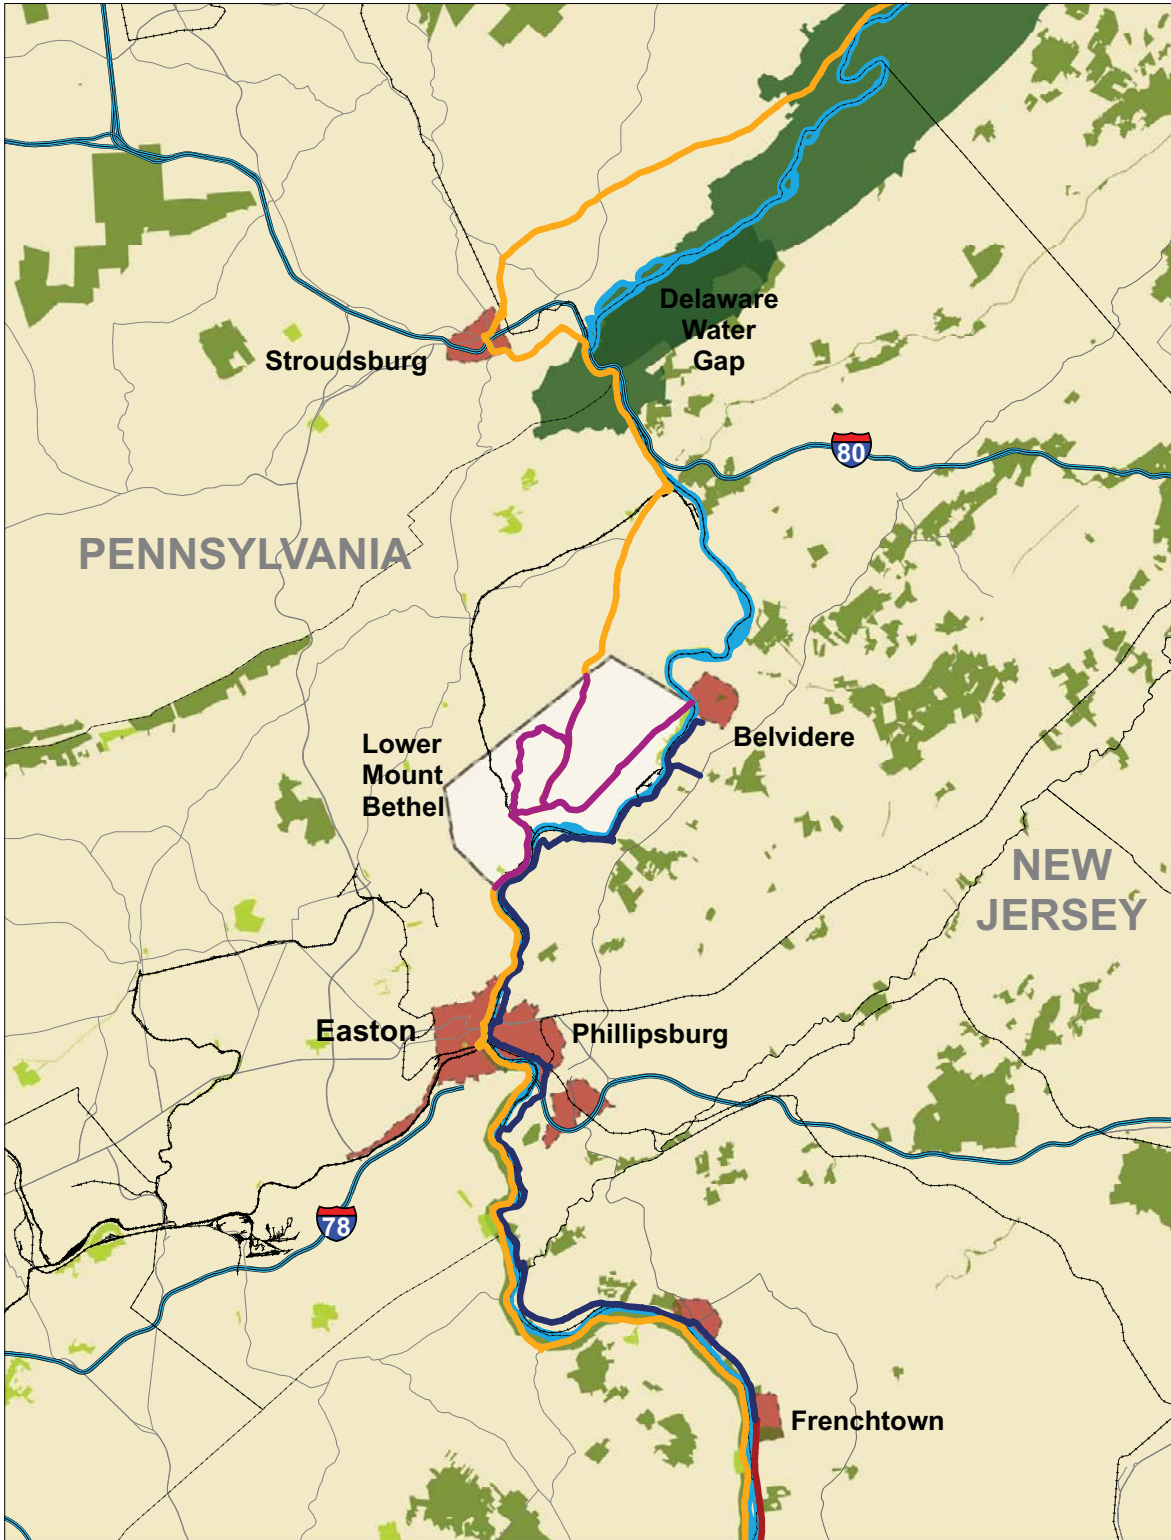 Delaware
Water
Gap
Stroudsburg
80
PENNSYLVANIA
Belvidere
Lower
Mount
Bethel
NEW
JERSEY
Easton
Phillipsburg
78
Frenchtown